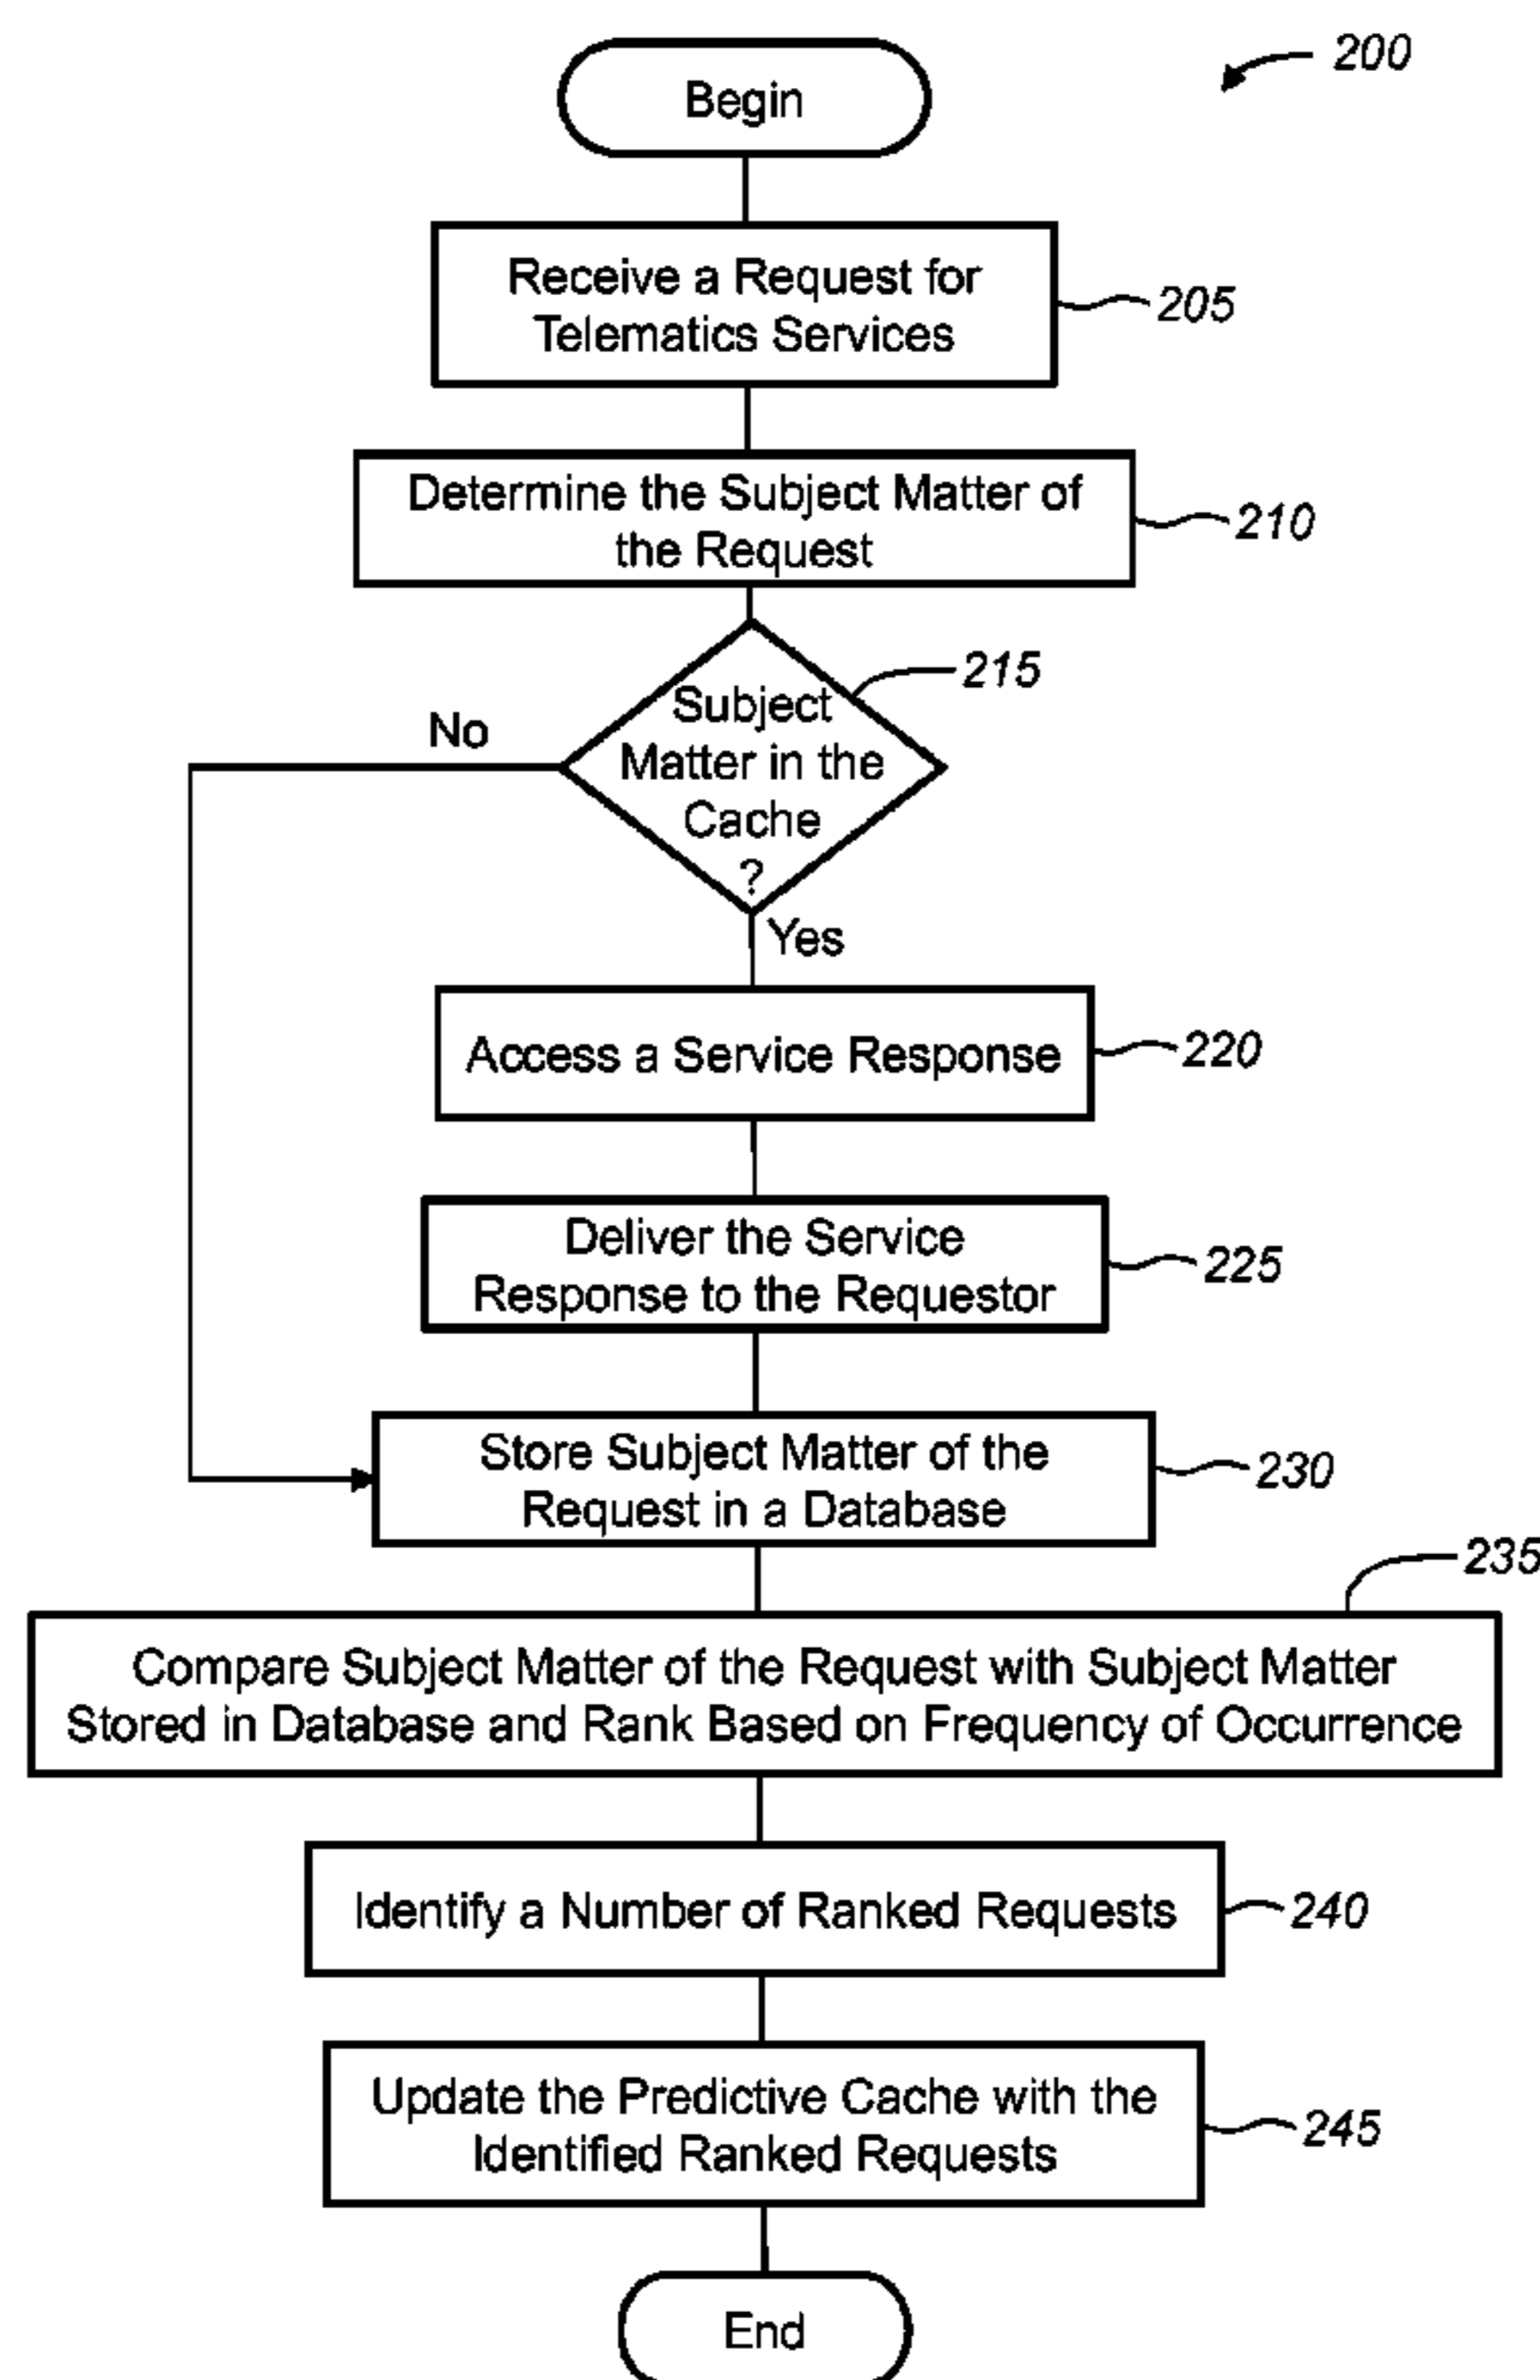 200
Begin
Receive a Request for
Telematics Services
205
Determine the Subject Matter of
the Request
210
215
Subject
Matter in the
Cache
?
No
Yes
Access a Service Response
220
Deliver the Service
Response to the Requestor
225
Store Subject Matter of the
Request in a Database
230
235
Compare Subject Matter of the Request with Subject Matter
Stored in Database and Rank Based on Frequency of Occurrence
Identify a Number of Ranked Requests
240
Update the Predictive Cache with the
Identified Ranked Requests
245
End